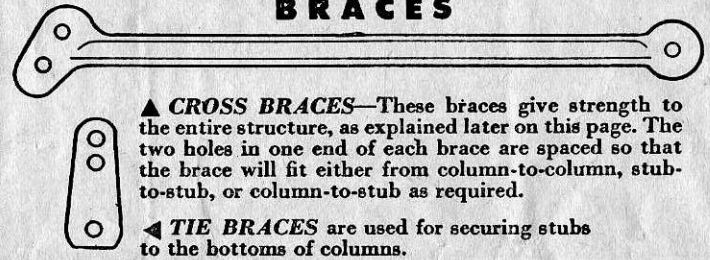 BRACES
▲ CROSS BRACES—These braces give strength to
the entire structure, as explained later on this page. The
two holes in one end of each brace are spaced so that
the brace will fit either from column-to-column, stub-
to-stub, or column-to-stub as required.
◀ TIE BRACES are used for securing stubs
to the bottoms of columns.